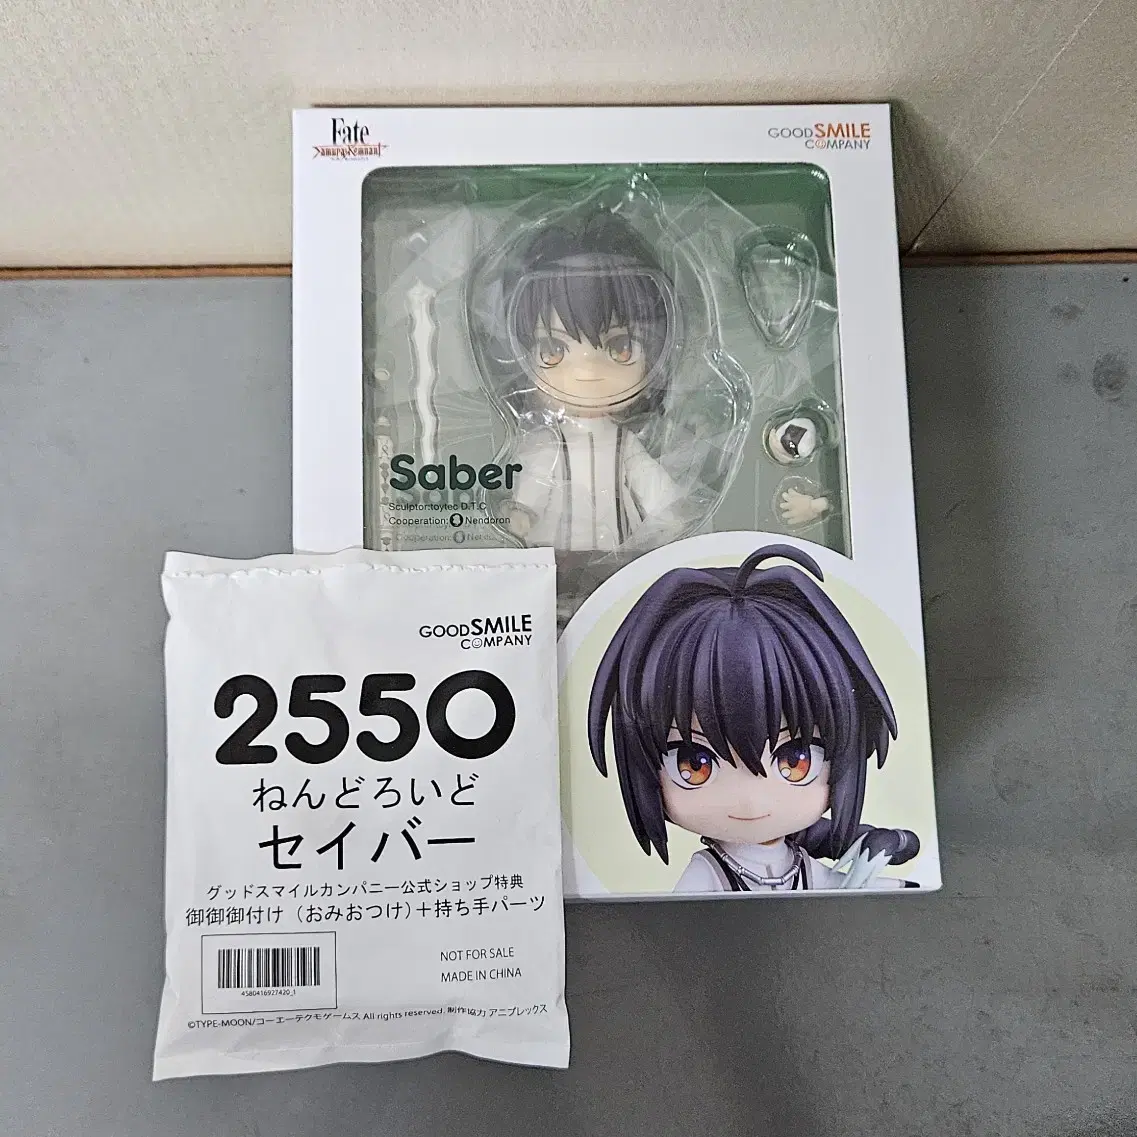 Fate
Samurai Remnant
GOOD SMILE
COMPANY
Saber
Sculptor:toytec D.T.C
Cooperation: Nendoron
GOOD SMILE
COMPANY
2550
ねんどろいど
セイバー
グッドスマイルカンパニー公式ショップ特典
御御御付け（おみおつけ）＋持ち手パーツ
NOT FOR SALE
MADE IN CHINA
4580416927420_1
©TYPE-MOON/コーエーテクモゲームス All rights reserved. 制作協力 アニプレックス